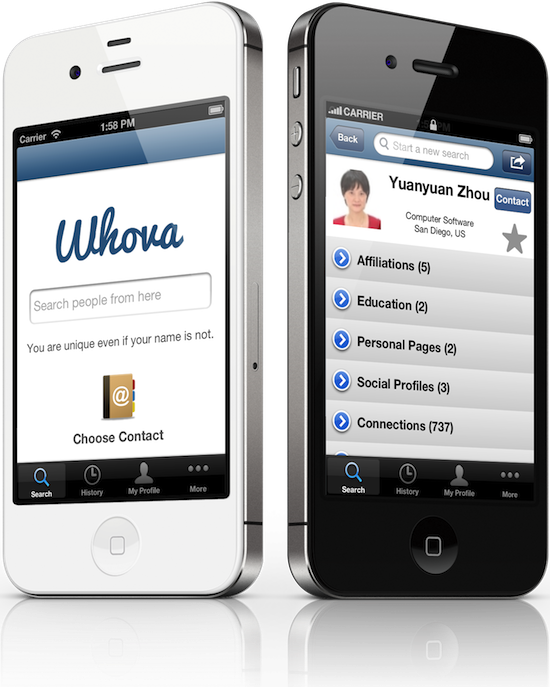 Carrier 1:58 PM
Whova
Search people from here
You are unique even if your name is not.
@
Choose Contact
Search History My Profile More
CARRIER
Back Start a new search
Yuanyuan Zhou
Contact
Computer Software
San Diego, US
Affiliations (5)
Education (2)
Personal Pages (2)
Social Profiles (3)
Connections (737)
Search History My Profile More